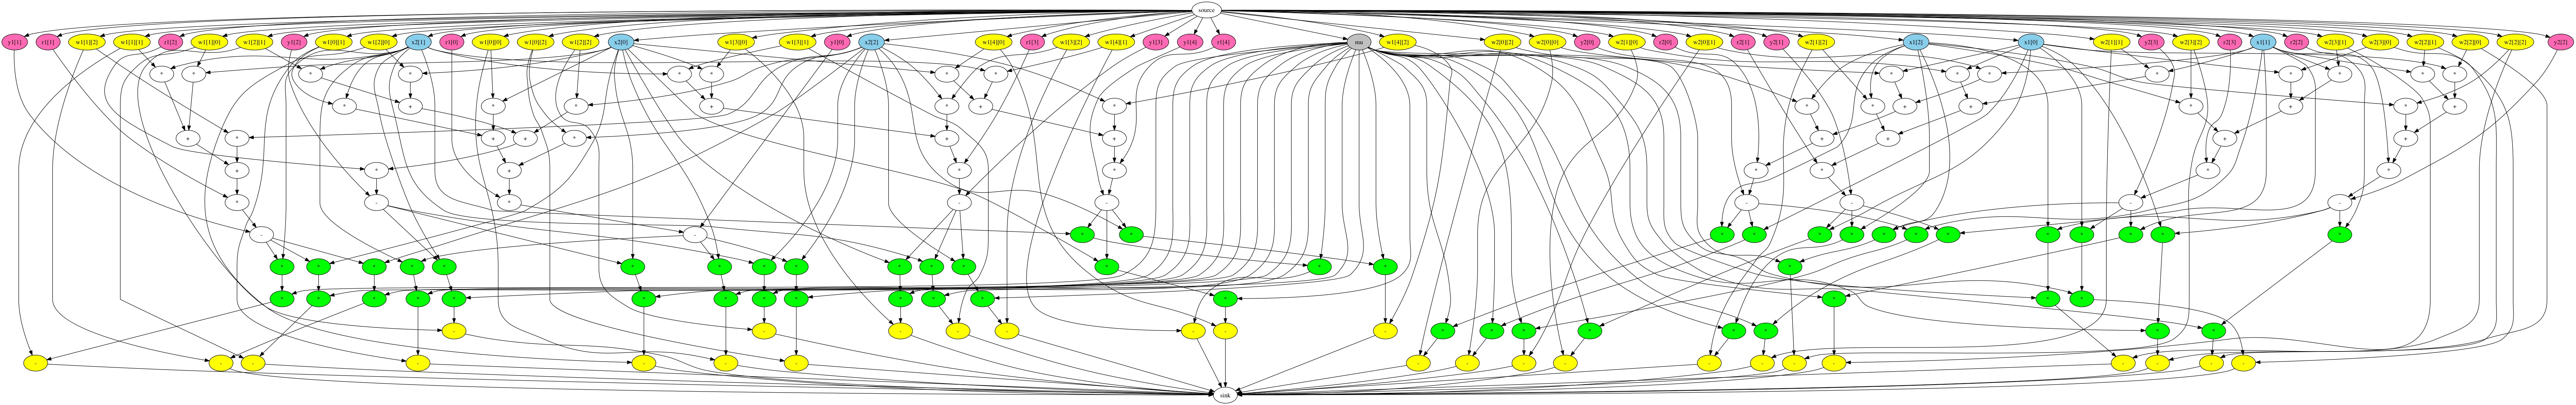 source
y1[1] r1[1] w1[1][2] w1[1][1] r1[2] w1[1][0] w1[2][1] y1[2] w1[0][1] w1[2][0] x2[1] r1[0] w1[0][0] w1[0][2] w1[2][2] x2[0] w1[3][0] w1[3][1] y1[0] x2[2] w1[4][0] r1[3] w1[3][2] w1[4][1] y1[3] y1[4] r1[4] mu w1[4][2] w2[0][2] w2[0][0] y2[0] w2[1][0] r2[0] w2[0][1] r2[1] y2[1] w2[1][2] x1[2] x1[0] w2[1][1] y2[3] w2[3][2] r2[3] x1[1] r2[2] w2[3][1] w2[3][0] w2[2][1] w2[2][0] w2[2][2] y2[2]
* * * * * * * * * * * * * * * *
* + * * + * + * * * + + * + * +
+ * + + * + + + + + +
+ * + * * * * * *
* - * - - - - - -
- - * * * * * * * * * * * * * *
* * * * * * * * * * * * * * * *
* * * * * * * * * * * * * * * *
- - - - - - - - * * * * * * * *
- - - - - - - - - - - - - - - - - - -
sink